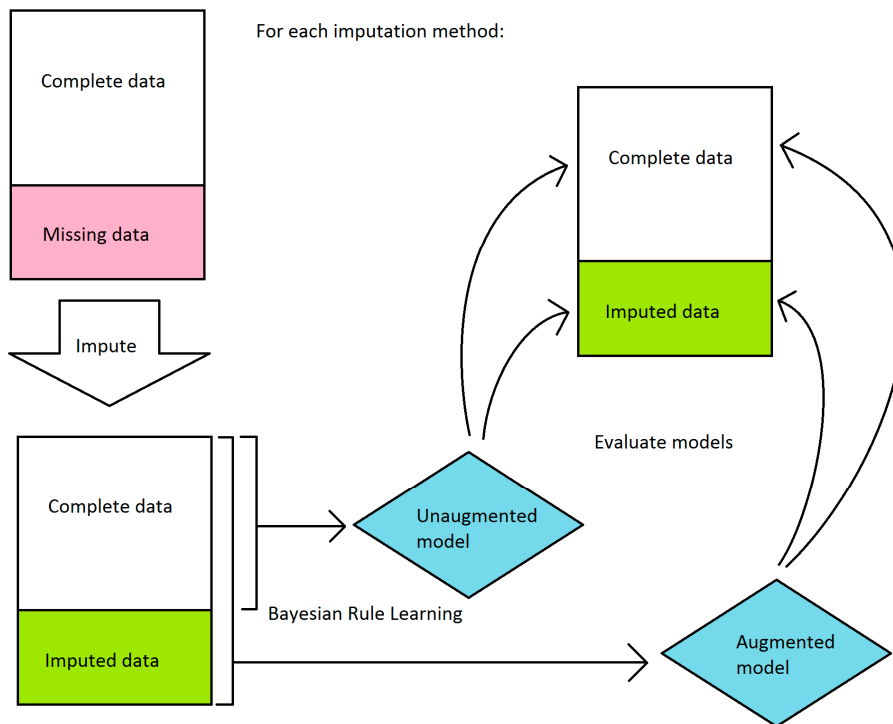 For each imputation method:
Complete data
Missing data
Impute
Complete data
Imputed data
Complete data
Imputed data
Evaluate models
Unaugmented
model
Bayesian Rule Learning
Augmented
model